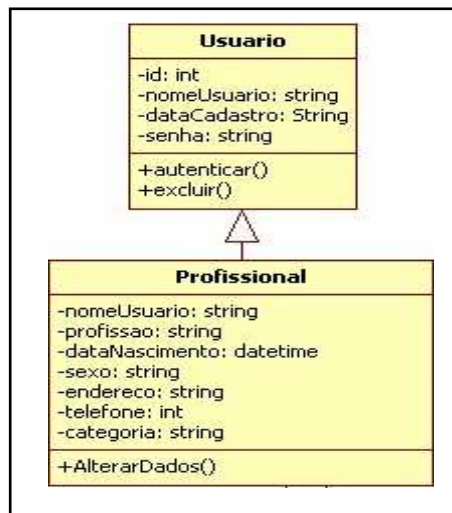 Usuario
-id: int
-nomeUsuario: string
-dataCadastro: String
-senha: string
+autenticar()
+excluir()
Profissional
-nomeUsuario: string
-profissao: string
-dataNascimento: datetime
-sexo: string
-endereco: string
-telefone: int
-categoria: string
+AlterarDados()